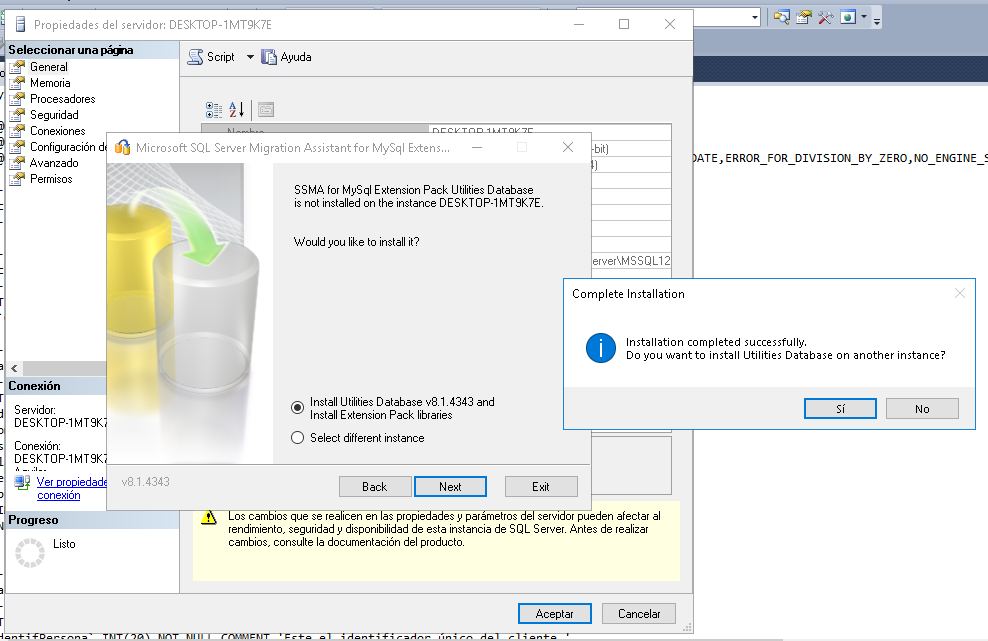 Propiedades del servidor: DESKTOP-1MT9K7E
Seleccionar una página
General
Memoria
Procesadores
Seguridad
Conexiones
Configuración de
Avanzado
Permisos
Script
Ayuda
Nombre
DESKTOP-1MT9K7E
-bit)
4)
erver\MSSQL12
DATE,ERROR_FOR_DIVISION_BY_ZERO,NO_ENGINE_S
Microsoft SQL Server Migration Assistant for MySql Extens...
SSMA for MySql Extension Pack Utilities Database
is not installed on the instance DESKTOP-1MT9K7E.
Would you like to install it?
Install Utilities Database v8.1.4343 and
Install Extension Pack libraries
Select different instance
v8.1.4343
Back
Next
Exit
Complete Installation
Installation completed successfully.
Do you want to install Utilities Database on another instance?
Sí
No
Conexión
Servidor:
DESKTOP-1MT9K7
Conexión:
DESKTOP-1MT9K7
Ver propiedade
conexión
Progreso
Listo
Los cambios que se realicen en las propiedades y parámetros del servidor pueden afectar al
rendimiento, seguridad y disponibilidad de esta instancia de SQL Server. Antes de realizar
cambios, consulte la documentación del producto.
Aceptar
Cancelar
entifPersona` INT(20) NOT NULL COMMENT 'Este el identificador único del cliente.'